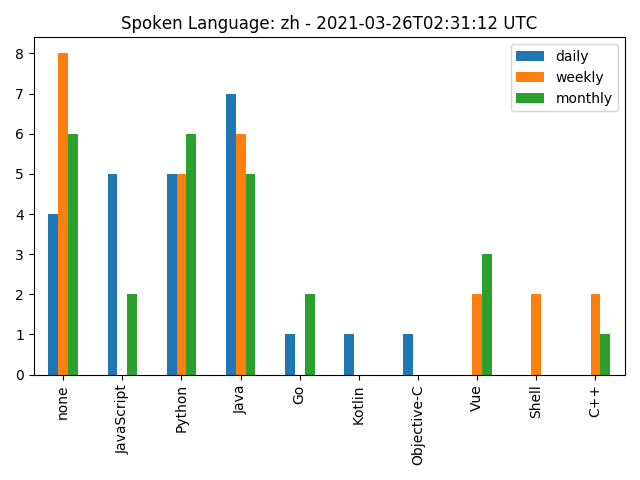 Spoken Language: zh - 2021-03-26T02:31:12 UTC
daily
weekly
monthly
8
7
6
5
4
3
2
1
0
none
JavaScript
Python
Java
Go
Kotlin
Objective-C
Vue
Shell
C++